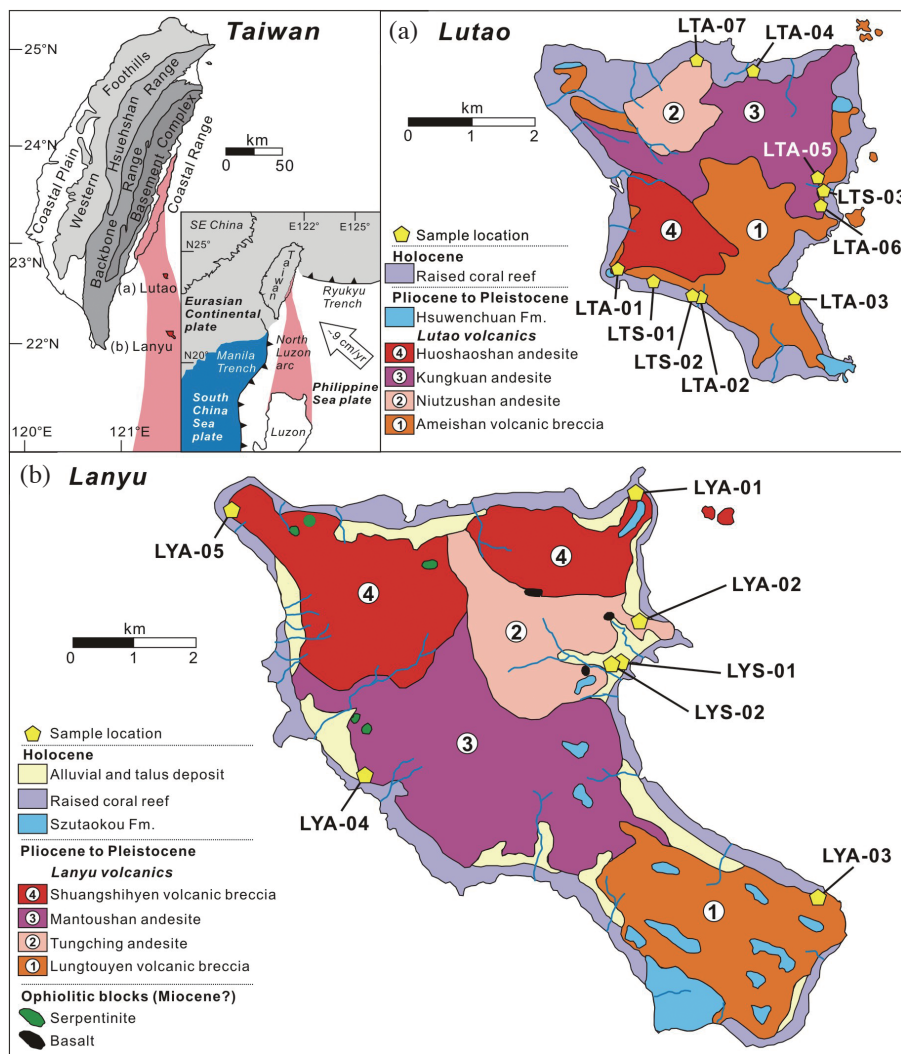 Taiwan
25°N
24°N
23°N
22°N
120°E
121°E
Foothills
Western
Hsuehshan Range
Backbone Range
Basement Complex
Coastal Range
Coastal Plain
km
0 50
(a) Lutao
(b) Lanyu
SE China
E122°
E125°
N25°
N20°
Taiwan
Ryukyu
Trench
Eurasian
Continental
plate
Manila
Trench
North
Luzon
arc
~9 cm/yr
Philippine
Sea plate
South
China
Sea
plate
Luzon
(a) Lutao
km
0 1 2
LTA-07
LTA-04
LTA-05
LTS-03
LTA-06
LTA-03
LTA-01
LTS-01
LTS-02
LTA-02
2
3
4
1
Sample location
Holocene
Raised coral reef
Pliocene to Pleistocene
Hsuwenchuan Fm.
Lutao volcanics
4 Huoshaoshan andesite
3 Kungkuan andesite
2 Niutzushan andesite
1 Ameishan volcanic breccia
(b) Lanyu
km
0 1 2
LYA-01
LYA-05
LYA-02
LYS-01
LYS-02
LYA-04
LYA-03
4
4
2
3
1
Sample location
Holocene
Alluvial and talus deposit
Raised coral reef
Szutaokou Fm.
Pliocene to Pleistocene
Lanyu volcanics
4 Shuangshihyen volcanic breccia
3 Mantoushan andesite
2 Tungching andesite
1 Lungtouyen volcanic breccia
Ophiolitic blocks (Miocene?)
Serpentinite
Basalt